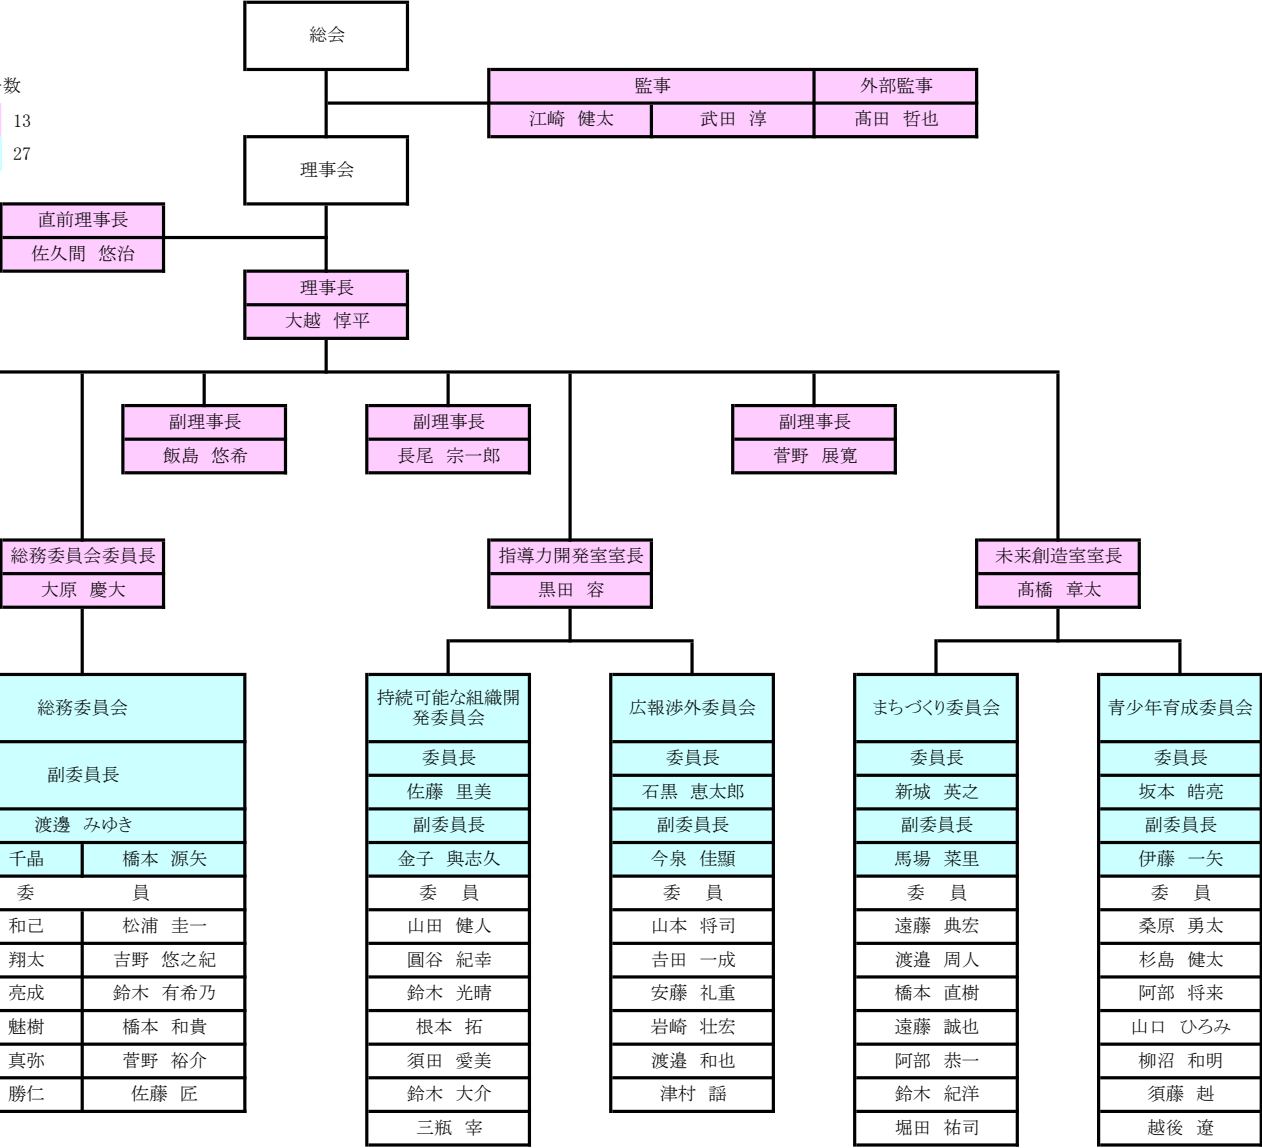 総会
数
監事 外部監事
13
江崎 健太 武田 淳 髙田 哲也
27
理事会
直前理事長
佐久間 悠治
理事長
大越 惇平
副理事長 副理事長 副理事長
飯島 悠希 長尾 宗一郎 菅野 展寛
総務委員会委員長 指導力開発室室長 未来創造室室長
大原 慶大 黒田 容 髙橋 章太
総務委員会
副委員長
渡邊 みゆき
千晶 橋本 源矢
委 員
和己 松浦 圭一
翔太 吉野 悠之紀
亮成 鈴木 有希乃
魅樹 橋本 和貴
真弥 菅野 裕介
勝仁 佐藤 匠
持続可能な組織開
発委員会
委員長
佐藤 里美
副委員長
金子 與志久
委 員
山田 健人
圓谷 紀幸
鈴木 光晴
根本 拓
須田 愛美
鈴木 大介
三瓶 宰
広報渉外委員会
委員長
石黒 恵太郎
副委員長
今泉 佳顯
委 員
山本 将司
𠮷田 一成
安藤 礼重
岩崎 壮宏
渡邉 和也
津村 謡
まちづくり委員会
委員長
新城 英之
副委員長
馬場 菜里
委 員
遠藤 典宏
渡邉 周人
橋本 直樹
遠藤 誠也
阿部 恭一
鈴木 紀洋
堀田 祐司
青少年育成委員会
委員長
坂本 皓亮
副委員長
伊藤 一矢
委 員
桑原 勇太
杉島 健太
阿部 将来
山口 ひろみ
柳沼 和明
須藤 赳
越後 遼